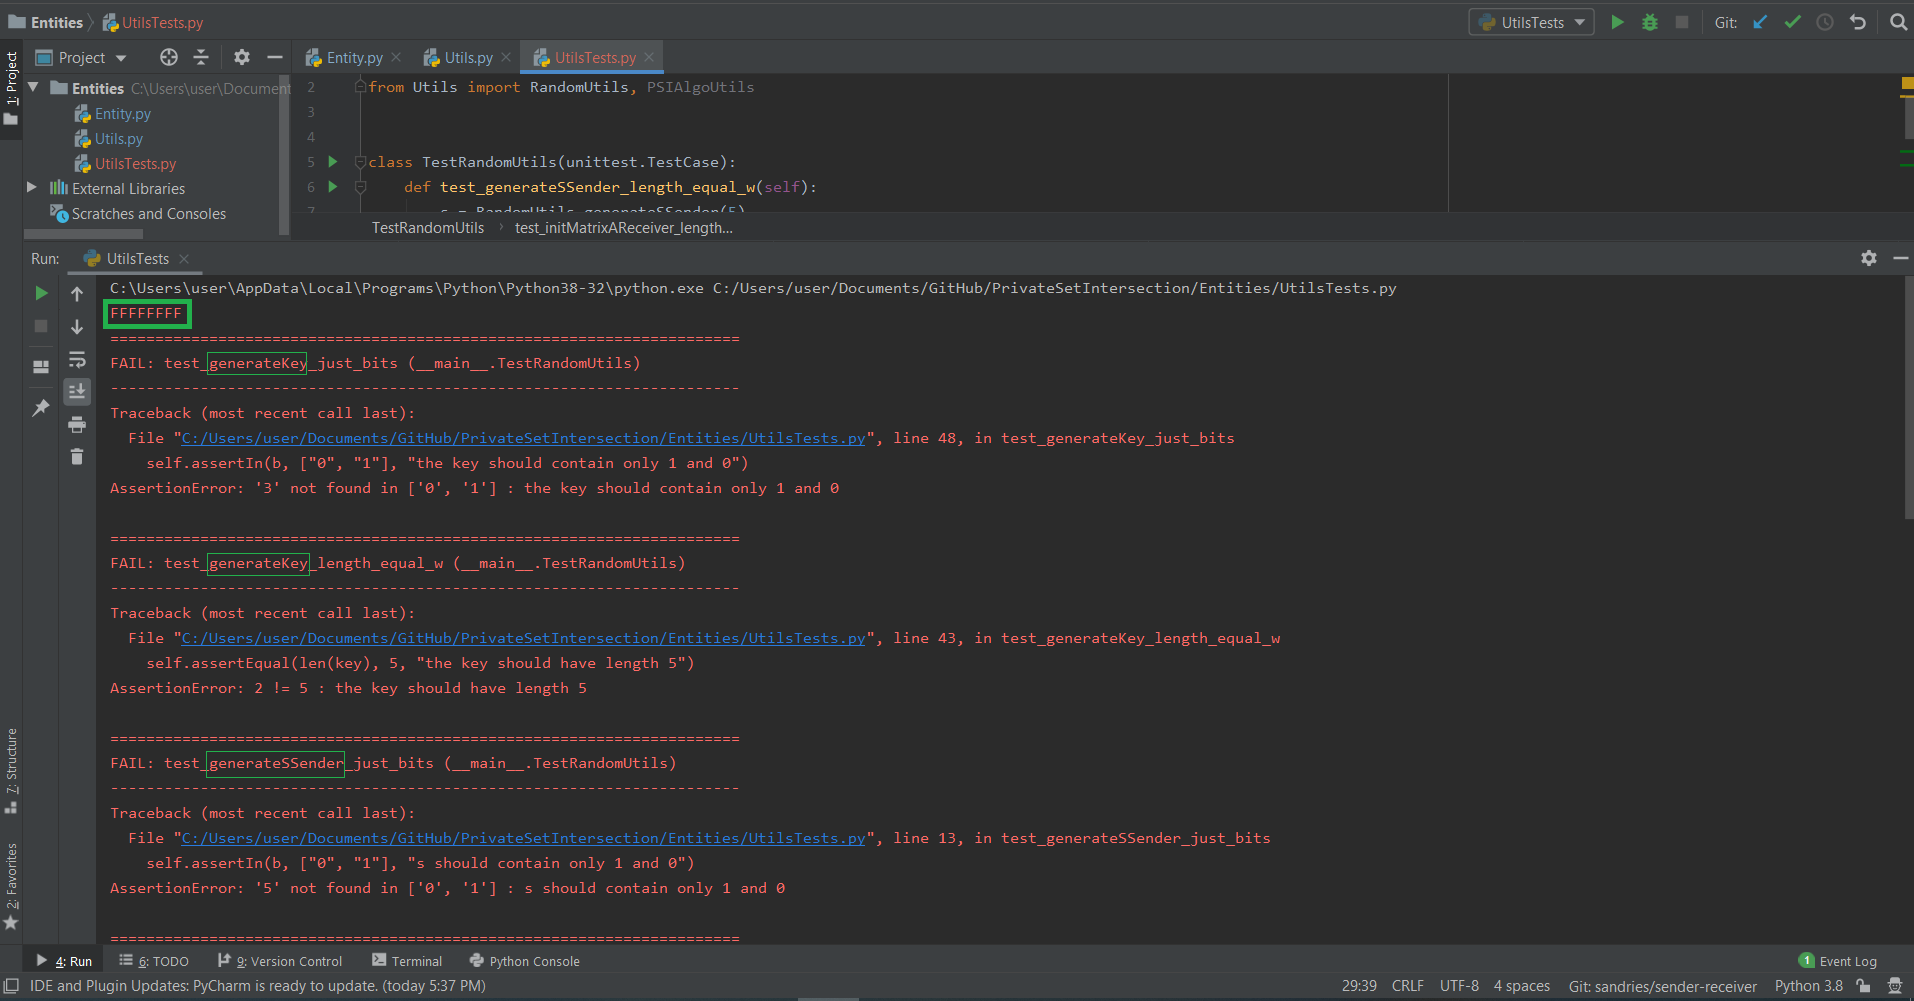 Entities UtilsTests.py
UtilsTests Git:
1: Project
Project
Entity.py Utils.py UtilsTests.py
Entities C:\Users\user\Document
Entity.py
Utils.py
UtilsTests.py
External Libraries
Scratches and Consoles
2 from Utils import RandomUtils, PSIAlgoUtils
3
4
5 class TestRandomUtils(unittest.TestCase):
6 def test_generateSSender_length_equal_w(self):
7 s = RandomUtils.generateSSender(5)
TestRandomUtils › test_initMatrixAReceiver_length...
Run: UtilsTests
C:\Users\user\AppData\Local\Programs\Python\Python38-32\python.exe C:/Users/user/Documents/GitHub/PrivateSetIntersection/Entities/UtilsTests.py
FFFFFFFF
======================================================================
FAIL: test_generateKey_just_bits (__main__.TestRandomUtils)
----------------------------------------------------------------------
Traceback (most recent call last):
File "C:/Users/user/Documents/GitHub/PrivateSetIntersection/Entities/UtilsTests.py", line 48, in test_generateKey_just_bits
self.assertIn(b, ["0", "1"], "the key should contain only 1 and 0")
AssertionError: '3' not found in ['0', '1'] : the key should contain only 1 and 0
======================================================================
FAIL: test_generateKey_length_equal_w (__main__.TestRandomUtils)
----------------------------------------------------------------------
Traceback (most recent call last):
File "C:/Users/user/Documents/GitHub/PrivateSetIntersection/Entities/UtilsTests.py", line 43, in test_generateKey_length_equal_w
self.assertEqual(len(key), 5, "the key should have length 5")
AssertionError: 2 != 5 : the key should have length 5
======================================================================
FAIL: test_generateSSender_just_bits (__main__.TestRandomUtils)
----------------------------------------------------------------------
Traceback (most recent call last):
File "C:/Users/user/Documents/GitHub/PrivateSetIntersection/Entities/UtilsTests.py", line 13, in test_generateSSender_just_bits
self.assertIn(b, ["0", "1"], "s should contain only 1 and 0")
AssertionError: '5' not found in ['0', '1'] : s should contain only 1 and 0
======================================================================
7: Structure
2: Favorites
4: Run 6: TODO 9: Version Control Terminal Python Console 1 Event Log
IDE and Plugin Updates: PyCharm is ready to update. (today 5:37 PM) 29:39 CRLF UTF-8 4 spaces Git: sandries/sender-receiver Python 3.8